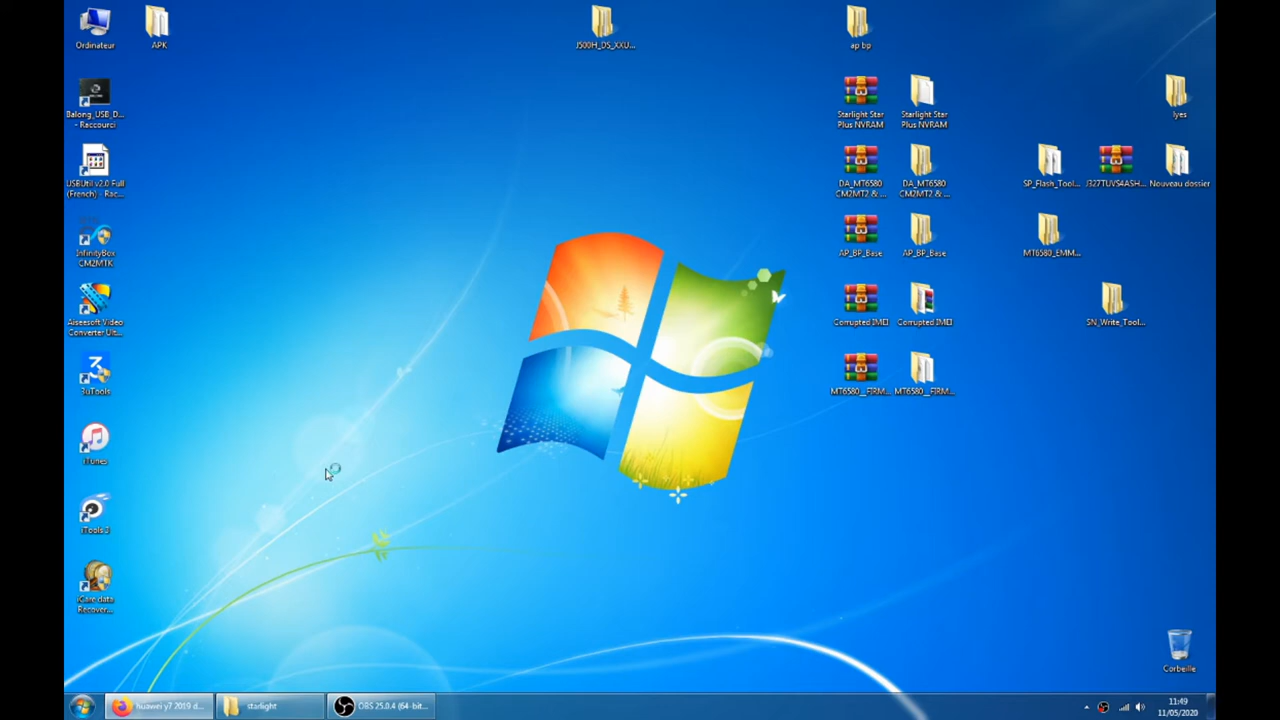 Ordinateur
APK
J500H_DS_XXU...
ap bp
Balong_USB_D...
- Raccourci
Starlight Star
Plus NVRAM
Starlight Star
Plus NVRAM
lyes
USBUtil v2.0 Full
(French) - Rac...
DA_MT6580
CM2MT2 & ...
DA_MT6580
CM2MT2 & ...
SP_Flash_Tool...
J327TUVS4ASH...
Nouveau dossier
InfinityBox
CM2MTK
AP_BP_Base
AP_BP_Base
MT6580_EMM...
Aiseesoft Video
Converter Ult...
Corrupted IMEI
Corrupted IMEI
SN_Write_Tool...
3uTools
MT6580__FIRM...
MT6580__FIRM...
iTunes
iTools 3
iCare data
Recover...
Corbeille
huawei y7 2019 d...
starlight
OBS 25.0.4 (64-bit...
11:49
11/05/2020